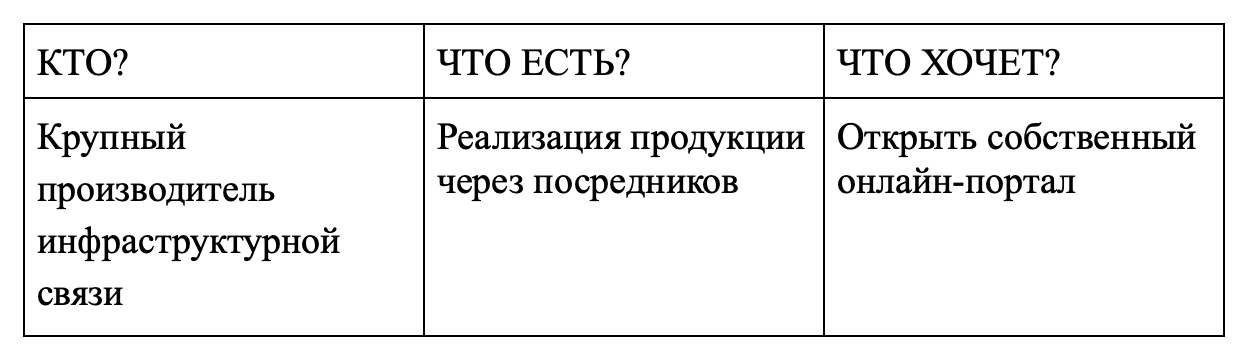 КТО?
ЧТО ЕСТЬ?
ЧТО ХОЧЕТ?
Крупный
производитель
инфраструктурной
связи
Реализация продукции
через посредников
Открыть собственный
онлайн-портал